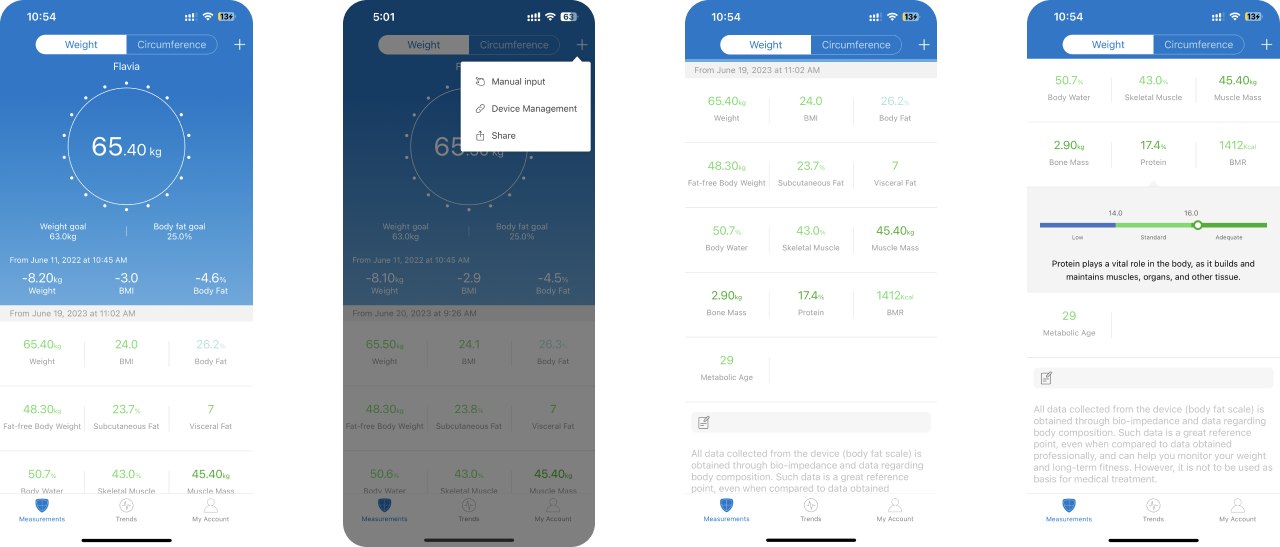 10:54
13
Weight Circumference +
Flavia
65.40 kg
Weight goal Body fat goal
63.0kg 25.0%
From June 11, 2022 at 10:45 AM
-8.20kg -3.0 -4.6%
Weight BMI Body Fat
From June 19, 2023 at 11:02 AM
65.40kg 24.0 26.2%
Weight BMI Body Fat
48.30kg 23.7% 7
Fat-free Body Weight Subcutaneous Fat Visceral Fat
50.7% 43.0% 45.40kg
Body Water Skeletal Muscle Muscle Mass
Measurements Trends My Account
5:01
63
Weight Circumference +
Manual input
Device Management
Share
Weight goal Body fat goal
63.0kg 25.0%
From June 11, 2022 at 10:45 AM
-8.10kg -2.9 -4.5%
Weight BMI Body Fat
From June 20, 2023 at 9:26 AM
65.50kg 24.1 26.3%
Weight BMI Body Fat
48.30kg 23.8% 7
Fat-free Body Weight Subcutaneous Fat Visceral Fat
50.6% 43.0% 45.40kg
Body Water Skeletal Muscle Muscle Mass
Measurements Trends My Account
10:54
13
Weight Circumference +
From June 19, 2023 at 11:02 AM
65.40kg 24.0 26.2%
Weight BMI Body Fat
48.30kg 23.7% 7
Fat-free Body Weight Subcutaneous Fat Visceral Fat
50.7% 43.0% 45.40kg
Body Water Skeletal Muscle Muscle Mass
2.90kg 17.4% 1412Kcal
Bone Mass Protein BMR
29
Metabolic Age
All data collected from the device (body fat scale) is
obtained through bio-impedance and data regarding
body composition. Such data is a great reference
point, even when compared to data obtained
Measurements Trends My Account
10:54
13
Weight Circumference +
50.7% 43.0% 45.40kg
Body Water Skeletal Muscle Muscle Mass
2.90kg 17.4% 1412Kcal
Bone Mass Protein BMR
14.0 16.0
Low Standard Adequate
Protein plays a vital role in the body, as it builds and
maintains muscles, organs, and other tissue.
29
Metabolic Age
All data collected from the device (body fat scale) is
obtained through bio-impedance and data regarding
body composition. Such data is a great reference
point, even when compared to data obtained
professionally, and can help you monitor your weight
and long-term fitness. However, it is not to be used as
basis for medical treatment.
Measurements Trends My Account